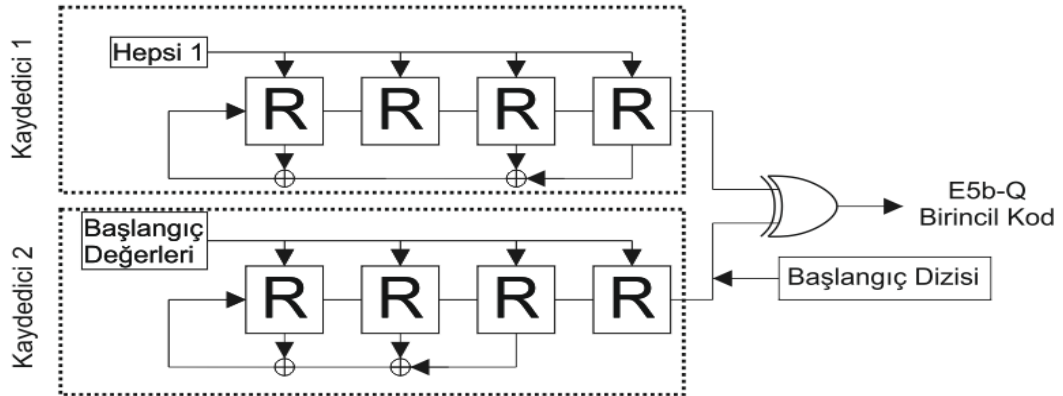 Kaydedici 1
Hepsi 1
R R R R
Kaydedici 2
Başlangıç
Değerleri
R R R R
E5b-Q
Birincil Kod
Başlangıç Dizisi